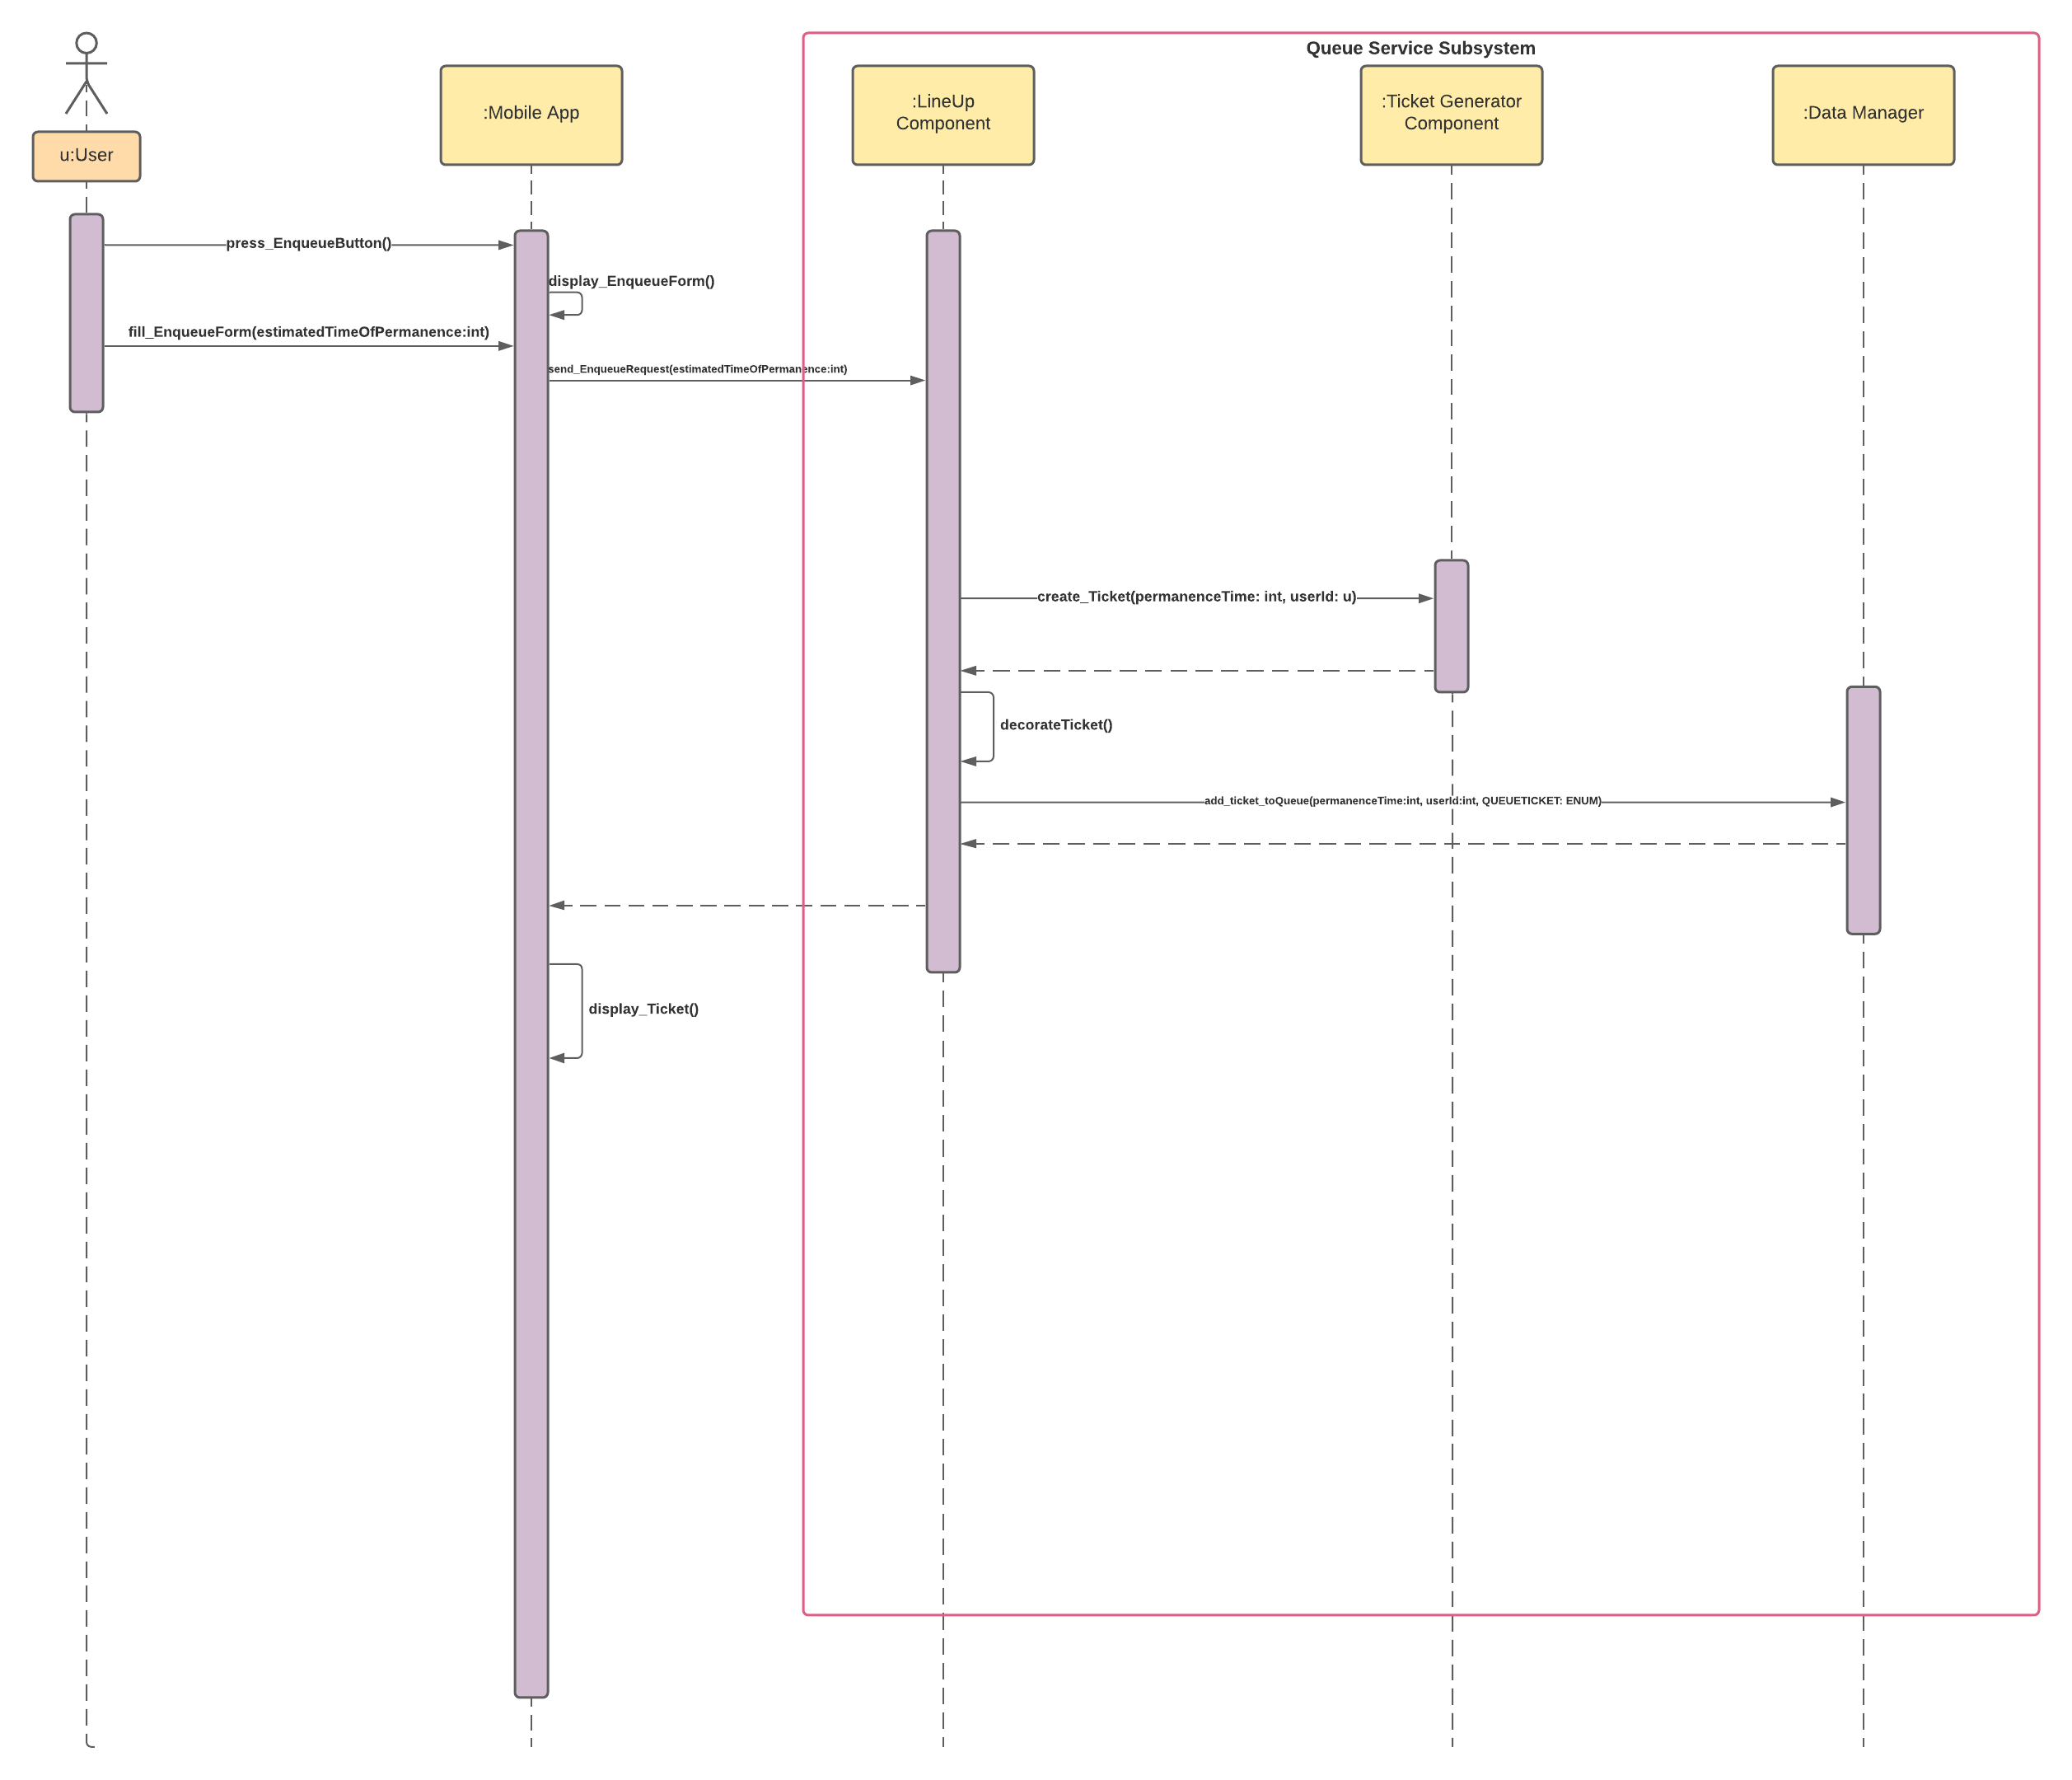 Queue Service Subsystem
u:User
:Mobile App
:LineUp
Component
:Ticket Generator
Component
:Data Manager
press_EnqueueButton()
display_EnqueueForm()
fill_EnqueueForm(estimatedTimeOfPermanence:int)
send_EnqueueRequest(estimatedTimeOfPermanence:int)
create_Ticket(permanenceTime: int, userId: u)
decorateTicket()
add_ticket_toQueue(permanenceTime:int, userId:int, QUEUETICKET: ENUM)
display_Ticket()